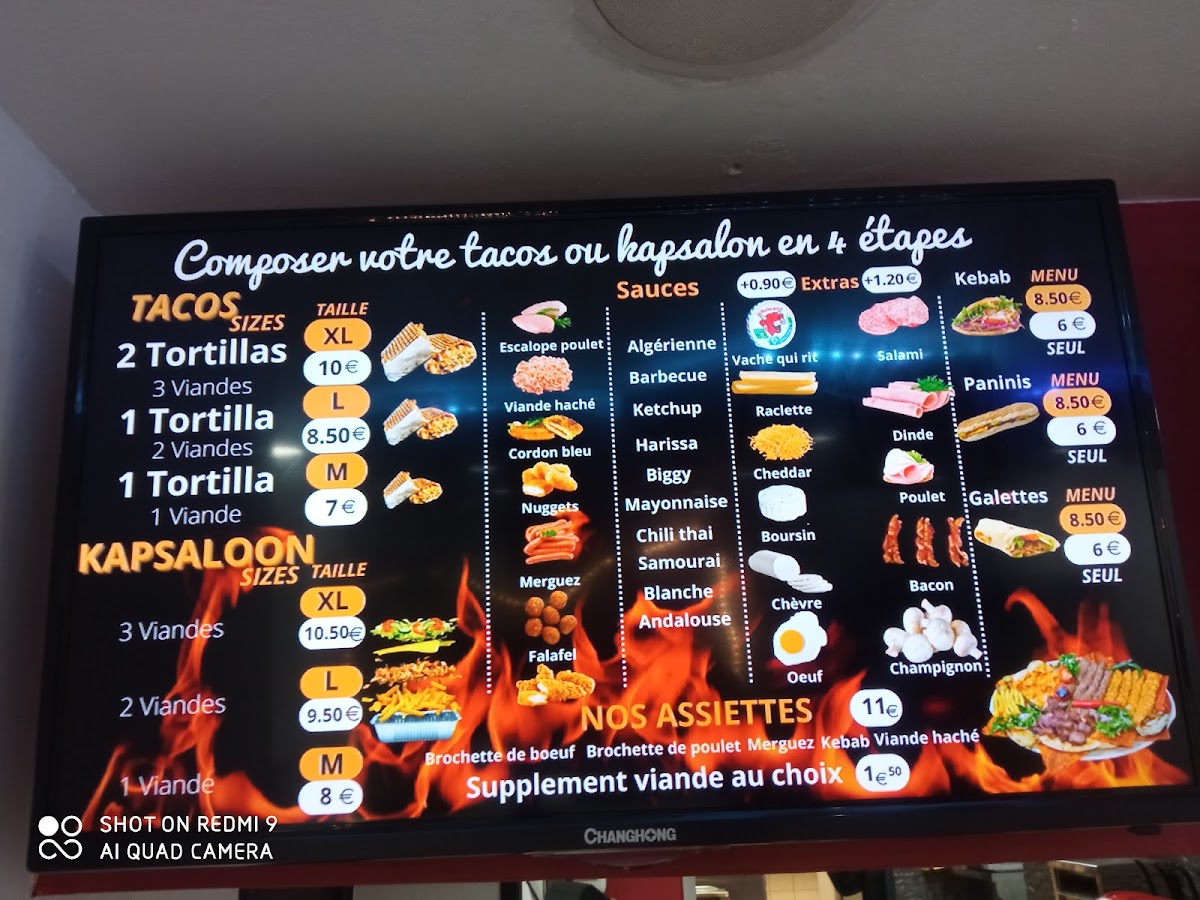 Composer votre tacos ou kapsalon en 4 étapes
TACOS
SIZES
TAILLE
2 Tortillas
3 Viandes
XL
10€
1 Tortilla
2 Viandes
L
8.50€
1 Tortilla
1 Viande
M
7€
KAPSALOON
SIZES TAILLE
3 Viandes
XL
10.50€
2 Viandes
L
9.50€
1 Viande
M
8 €
Escalope poulet
Viande haché
Cordon bleu
Nuggets
Merguez
Falafel
Sauces
Algérienne
Barbecue
Ketchup
Harissa
Biggy
Mayonnaise
Chili thai
Samourai
Blanche
Andalouse
+0.90€ Extras +1.20€
Vache qui rit
Raclette
Cheddar
Boursin
Chèvre
Oeuf
Salami
Dinde
Poulet
Bacon
Champignon
Kebab MENU
8.50€
6 €
SEUL
Paninis MENU
8.50€
6 €
SEUL
Galettes MENU
8.50€
6 €
SEUL
NOS ASSIETTES 11€
Brochette de boeuf Brochette de poulet Merguez Kebab Viande haché
Supplement viande au choix 1€50
CHANGHONG
SHOT ON REDMI 9
AI QUAD CAMERA